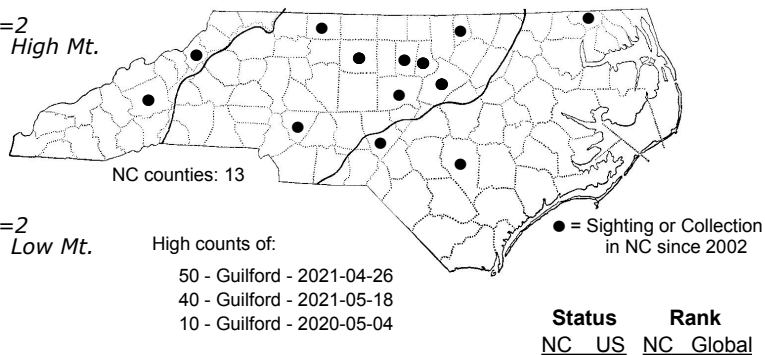 =2
High Mt.
NC counties: 13
=2
Low Mt.
High counts of:
50 - Guilford - 2021-04-26
40 - Guilford - 2021-05-18
10 - Guilford - 2020-05-04
● = Sighting or Collection
in NC since 2002
Status Rank
NC US NC Global